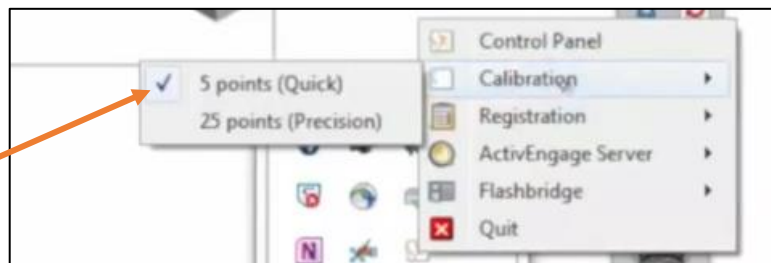 Control Panel
Calibration
5 points (Quick)
25 points (Precision)
Registration
ActivEngage Server
Flashbridge
Quit
N